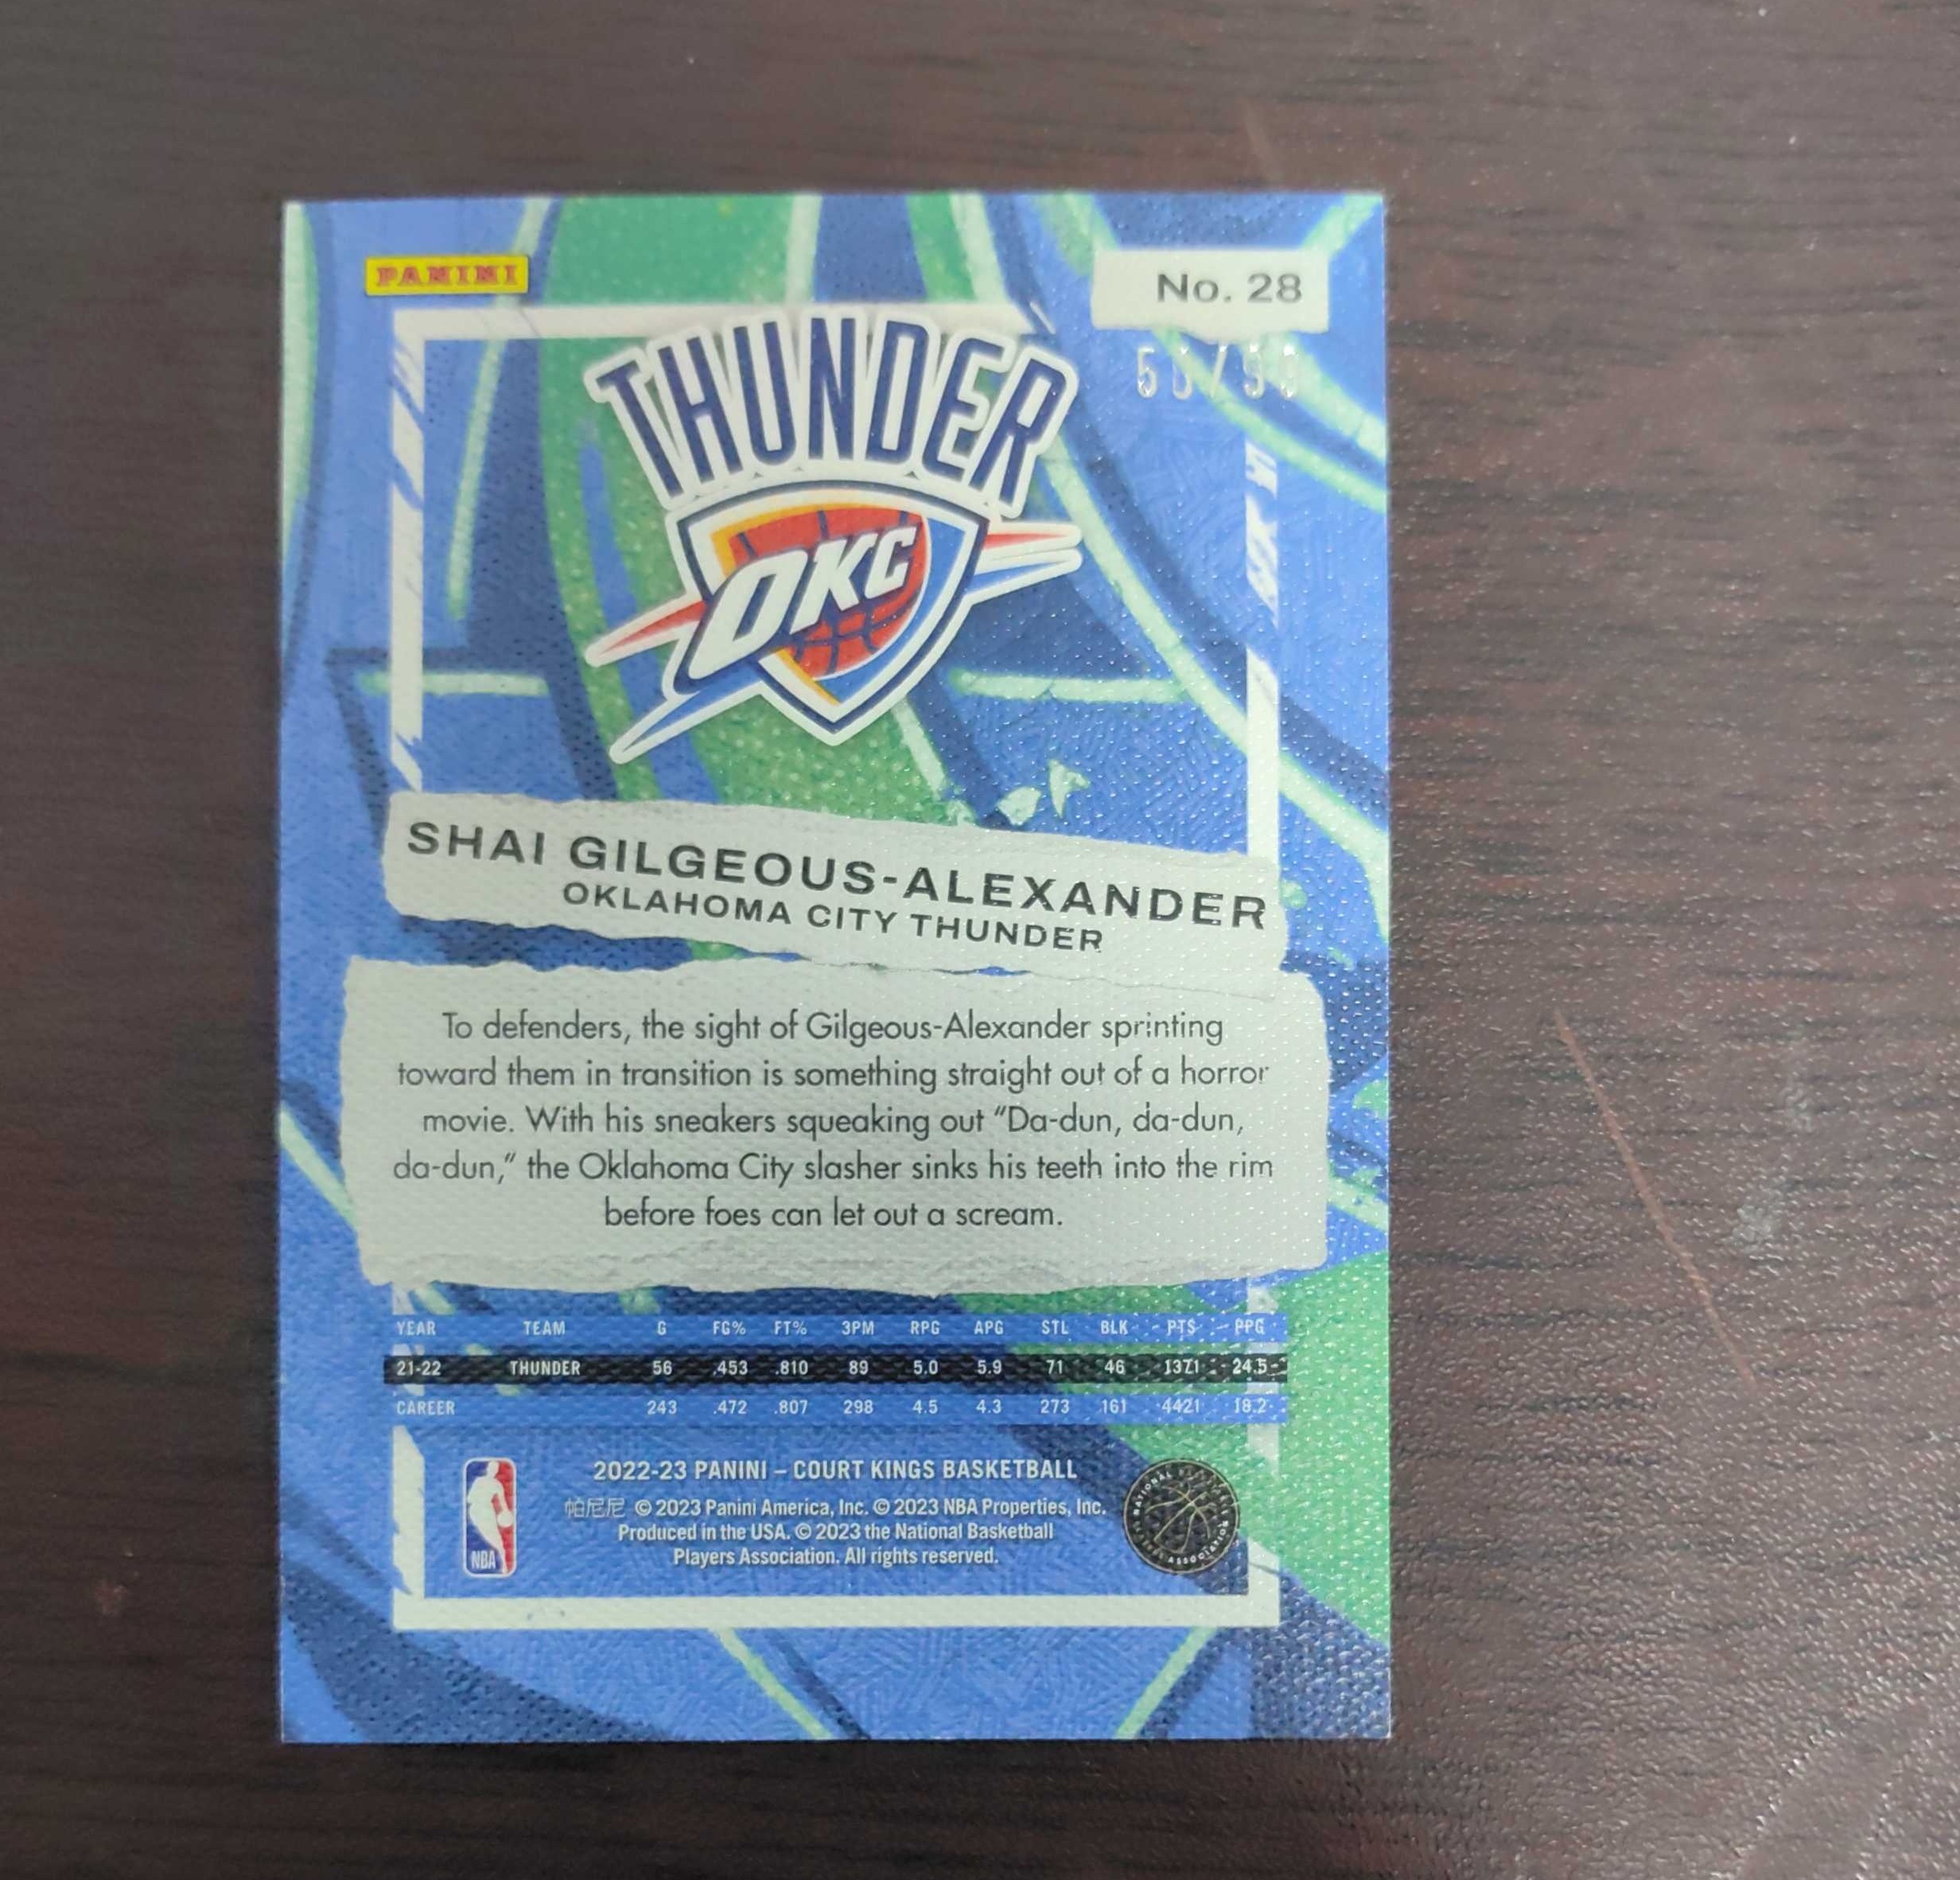 PANINI
No. 28
THUNDER
OKC
SHAI GILGEOUS-ALEXANDER
OKLAHOMA CITY THUNDER
To defenders, the sight of Gilgeous-Alexander sprinting
toward them in transition is something straight out of a horror
movie. With his sneakers squeaking out “Da-dun, da-dun,
da-dun,” the Oklahoma City slasher sinks his teeth into the rim
before foes can let out a scream.
YEAR TEAM G FG% FT% 3PM RPG APG STL BLK PTS PPG
21-22 THUNDER 56 .453 .810 89 5.0 5.9 71 46 1371 24.5
CAREER 243 .472 .807 298 4.5 4.3 273 161 4421 18.2
2022-23 PANINI – COURT KINGS BASKETBALL
帕尼尼 © 2023 Panini America, Inc. © 2023 NBA Properties, Inc.
Produced in the USA. © 2023 the National Basketball
Players Association. All rights reserved.
NBA
NATIONAL BASKETBALL PLAYERS ASSOCIATION